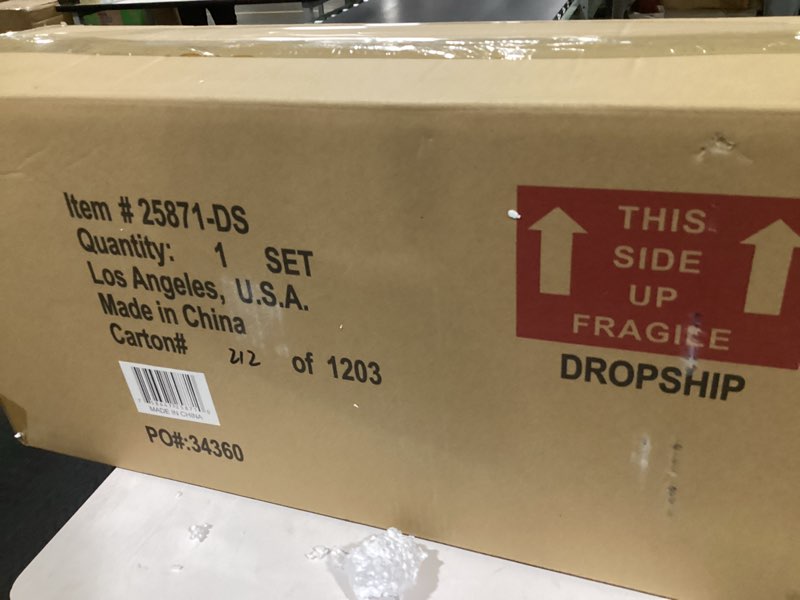 Item # 25871-DS
Quantity: 1 SET
Los Angeles, U.S.A.
Made in China
Carton# 212 of 1203
MADE IN CHINA
PO#:34360
THIS
SIDE
UP
FRAGILE
DROPSHIP